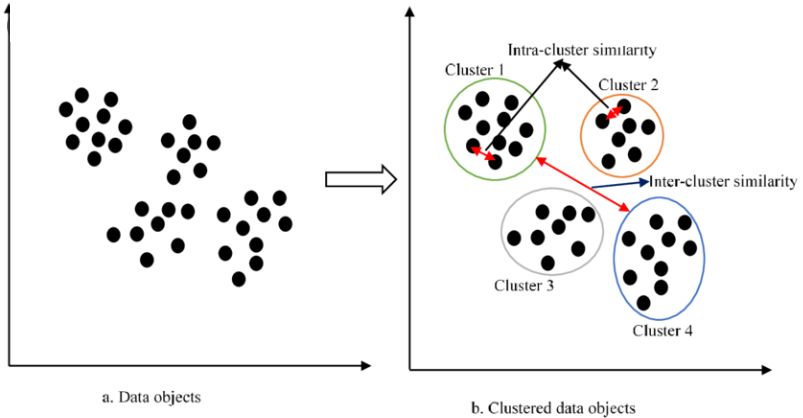 Intra-cluster similarity
Cluster 1
Cluster 2
Inter-cluster similarity
Cluster 3
Cluster 4
a. Data objects
b. Clustered data objects